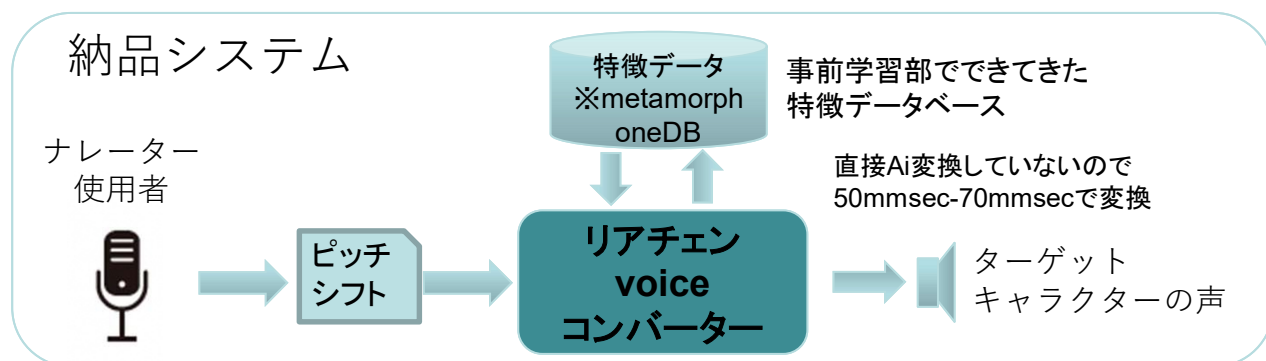 納品システム
特徴データ
※metamorph
oneDB
事前学習部でできてきた
特徴データベース
ナレーター
使用者
直接Ai変換していないので
50mmsec-70mmsecで変換
ピッチ
シフト
リアチェン
voice
コンバーター
ターゲット
キャラクターの声